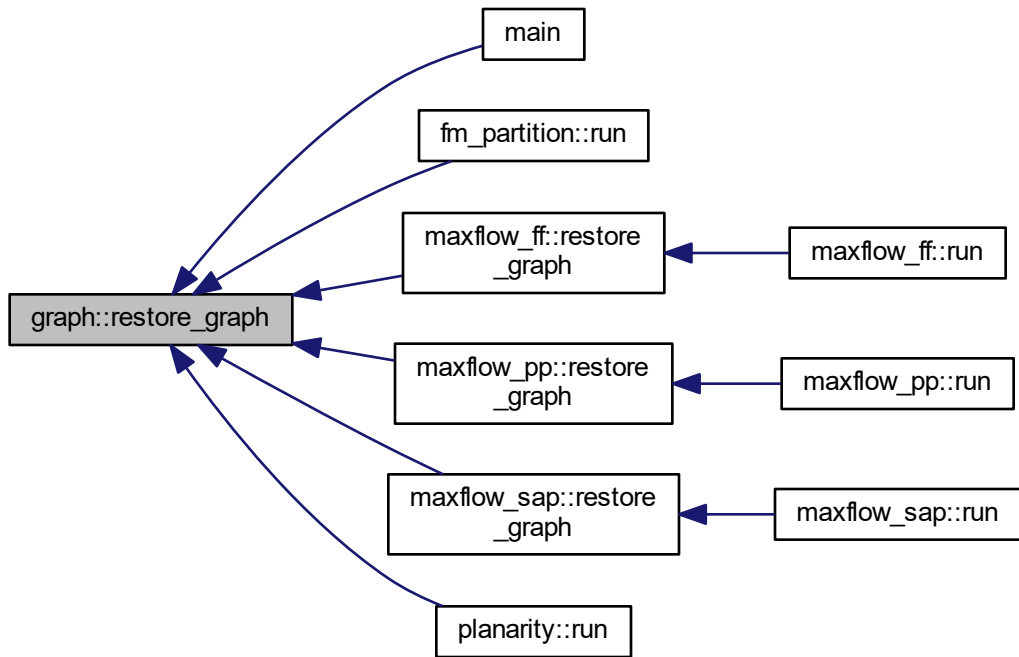 main
fm_partition::run
maxflow_ff::restore
_graph
maxflow_ff::run
graph::restore_graph
maxflow_pp::restore
_graph
maxflow_pp::run
maxflow_sap::restore
_graph
maxflow_sap::run
planarity::run